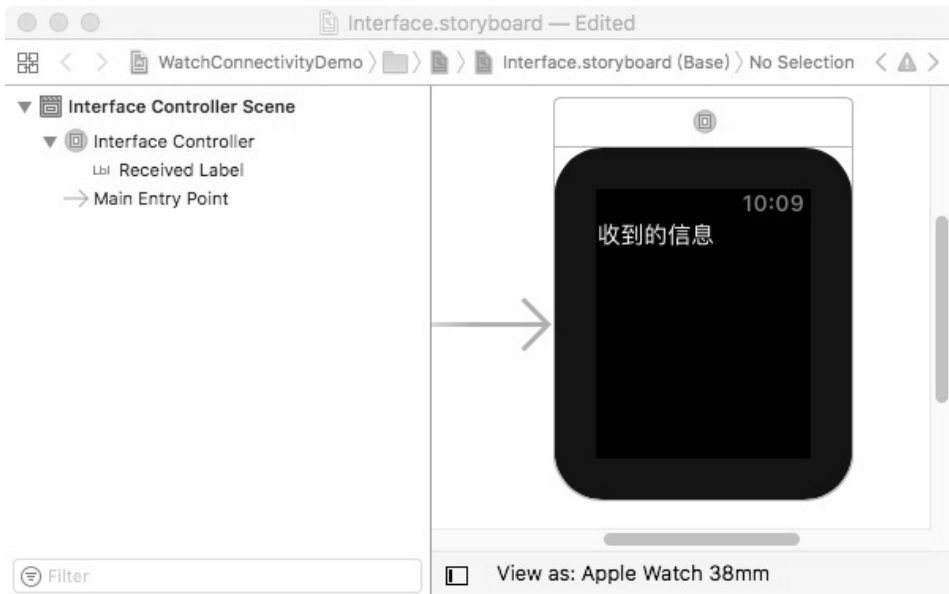 Interface.storyboard — Edited
WatchConnectivityDemo Interface.storyboard (Base) No Selection
Interface Controller Scene
Interface Controller
Lbl Received Label
Main Entry Point
10:09
收到的信息
Filter
View as: Apple Watch 38mm